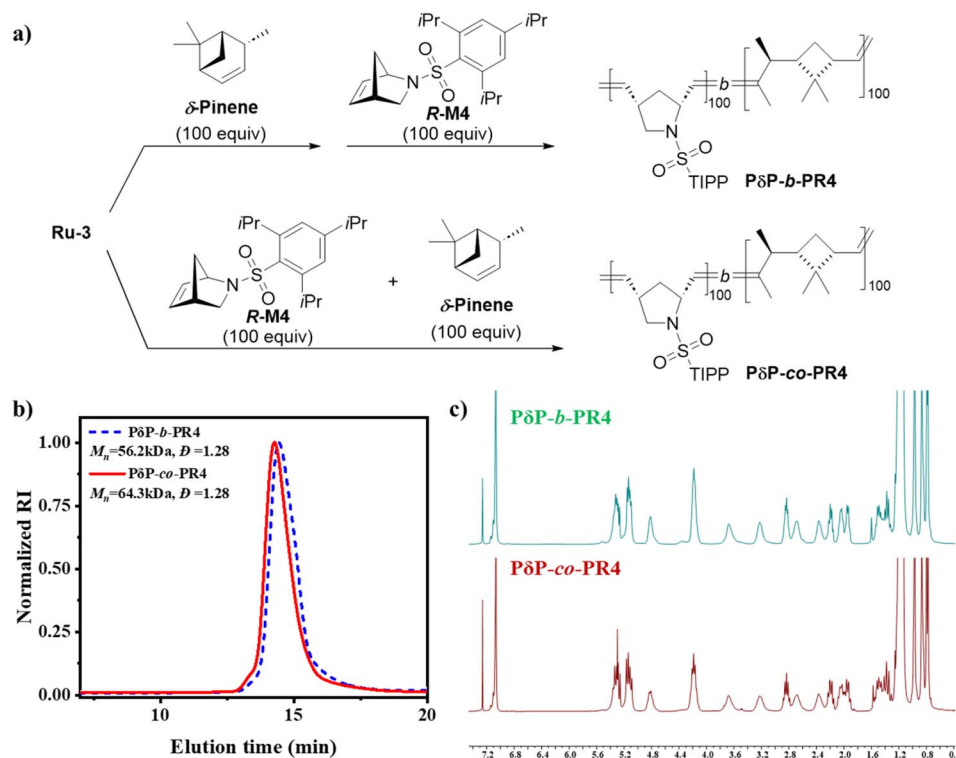 a)
iPr
iPr
O
S
N
O
iPr
δ-Pinene
(100 equiv)
R-M4
(100 equiv)
b
100
100
N
O
S
O
TIPP
PδP-b-PR4
Ru-3
iPr
iPr
O
S
N
O
iPr
+
R-M4
(100 equiv)
δ-Pinene
(100 equiv)
b
100
100
N
O
S
O
TIPP
PδP-co-PR4
b)
PδP-b-PR4
Mn=56.2kDa, Đ =1.28
PδP-co-PR4
Mn=64.3kDa, Đ =1.28
Normalized RI
1.00
0.75
0.50
0.25
0.00
10 15 20
Elution time (min)
c)
PδP-b-PR4
PδP-co-PR4
7.2 6.8 6.4 6.0 5.6 5.2 4.8 4.4 4.0 3.6 3.2 2.8 2.4 2.0 1.6 1.2 0.8